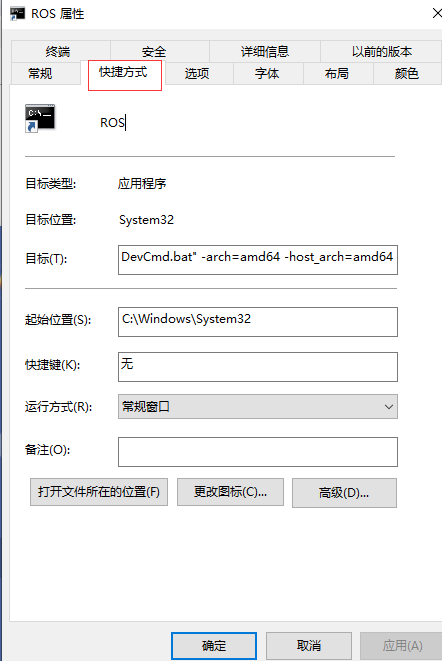 ROS 属性
终端 安全 详细信息 以前的版本
常规 快捷方式 选项 字体 布局 颜色
C:\_
ROS
目标类型: 应用程序
目标位置: System32
目标(T): DevCmd.bat" -arch=amd64 -host_arch=amd64
起始位置(S): C:\Windows\System32
快捷键(K): 无
运行方式(R): 常规窗口
备注(O):
打开文件所在的位置(F) 更改图标(C)... 高级(D)...
确定 取消 应用(A)